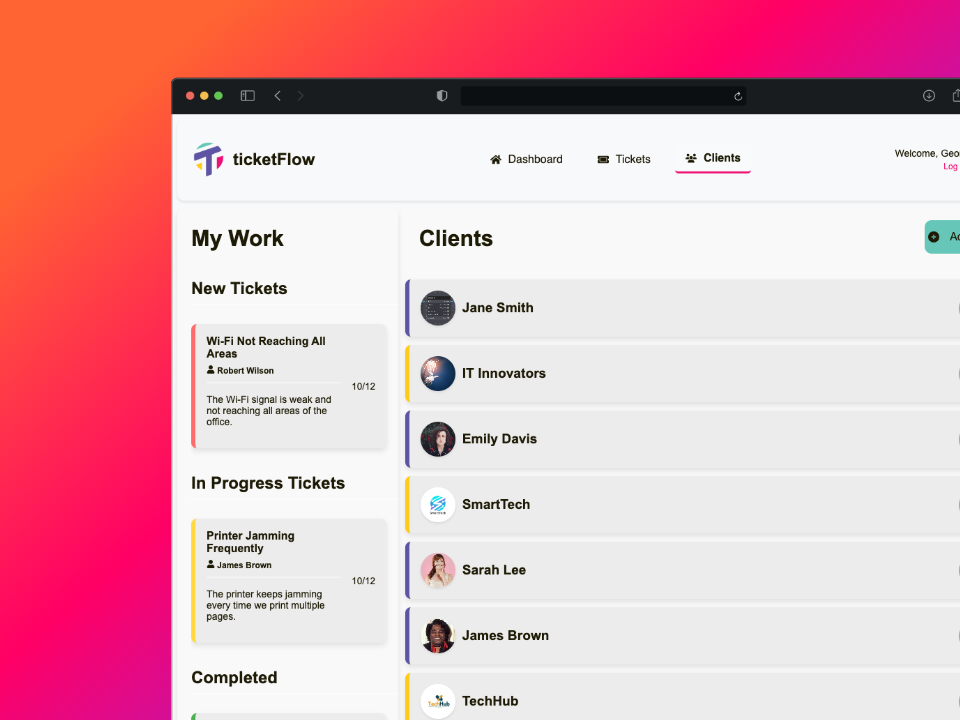 ticketFlow
Dashboard
Tickets
Clients
Welcome, Geo
Log
My Work
New Tickets
Wi-Fi Not Reaching All
Areas
Robert Wilson
10/12
The Wi-Fi signal is weak and
not reaching all areas of the
office.
In Progress Tickets
Printer Jamming
Frequently
James Brown
10/12
The printer keeps jamming
every time we print multiple
pages.
Completed
Clients
Jane Smith
IT Innovators
Emily Davis
SmartTech
Sarah Lee
James Brown
TechHub
TechHub